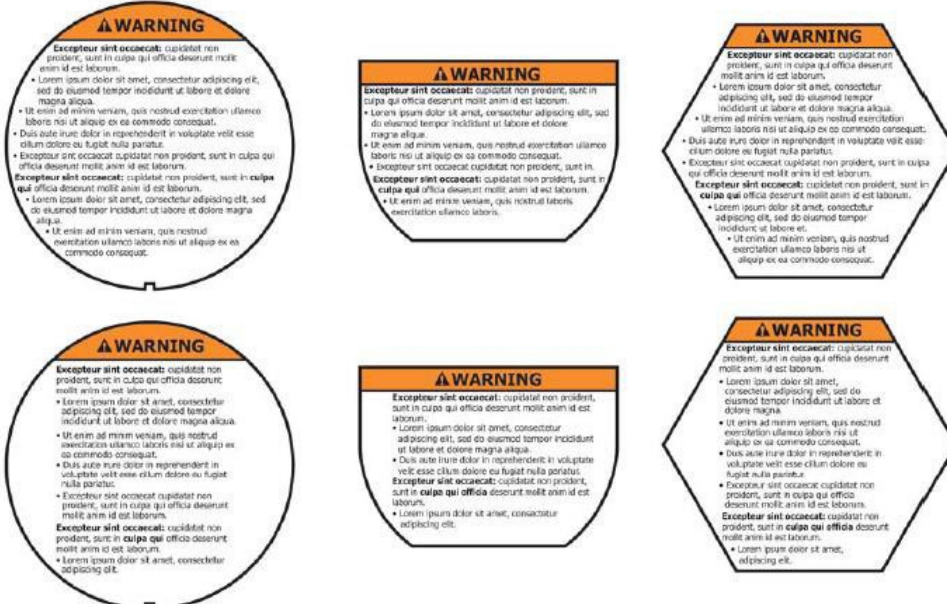 WARNING
Excepteur sint occaecat: cupidatat non
proident, sunt in culpa qui officia deserunt mollit
anim id est laborum.
• Lorem ipsum dolor sit amet, consectetur adipiscing elit,
sed do eiusmod tempor incididunt ut labore et dolore
magna aliqua.
• Ut enim ad minim veniam, quis nostrud exercitation ullamco
laboris nisi ut aliquip ex ea commodo consequat.
• Duis aute irure dolor in reprehenderit in voluptate velit esse
cillum dolore eu fugiat nulla pariatur.
• Excepteur sint occaecat cupidatat non proident, sunt in culpa qui
officia deserunt mollit anim id est laborum.
Excepteur sint occaecat: cupidatat non proident, sunt in culpa
qui officia deserunt mollit anim id est laborum.
• Lorem ipsum dolor sit amet, consectetur adipiscing elit, sed
do eiusmod tempor incididunt ut labore et dolore magna
aliqua.
• Ut enim ad minim veniam, quis nostrud
exercitation ullamco laboris nisi ut aliquip ex ea
commodo consequat.
WARNING
Excepteur sint occaecat: cupidatat non proident, sunt in
culpa qui officia deserunt mollit anim id est laborum.
• Lorem ipsum dolor sit amet, consectetur adipiscing elit, sed
do eiusmod tempor incididunt ut labore et dolore
magna aliqua.
• Ut enim ad minim veniam, quis nostrud exercitation ullamco
laboris nisi ut aliquip ex ea commodo consequat.
• Excepteur sint occaecat cupidatat non proident, sunt in.
Excepteur sint occaecat: cupidatat non proident, sunt in
culpa qui officia deserunt mollit anim id est laborum.
• Ut enim ad minim veniam, quis nostrud laboris
exercitation ullamco laboris.
WARNING
Excepteur sint occaecat: cupidatat non
proident, sunt in culpa qui officia deserunt
mollit anim id est laborum.
• Lorem ipsum dolor sit amet, consectetur
adipiscing elit, sed do eiusmod tempor
incididunt ut labore et dolore magna aliqua.
• Ut enim ad minim veniam, quis nostrud exercitation
ullamco laboris nisi ut aliquip ex ea commodo consequat.
• Duis aute irure dolor in reprehenderit in voluptate velit esse
cillum dolore eu fugiat nulla pariatur.
• Excepteur sint occaecat cupidatat non proident, sunt in culpa
qui officia deserunt mollit anim id est laborum.
Excepteur sint occaecat: cupidatat non proident, sunt in
culpa qui officia deserunt mollit anim id est laborum.
• Lorem ipsum dolor sit amet, consectetur
adipiscing elit, sed do eiusmod tempor
incididunt ut labore et.
• Ut enim ad minim veniam, quis nostrud
exercitation ullamco laboris nisi ut
aliquip ex ea commodo consequat.
WARNING
Excepteur sint occaecat: cupidatat non
proident, sunt in culpa qui officia deserunt
mollit anim id est laborum.
• Lorem ipsum dolor sit amet, consectetur
adipiscing elit, sed do eiusmod tempor
incididunt ut labore et dolore magna aliqua.
• Ut enim ad minim veniam, quis nostrud
exercitation ullamco laboris nisi ut aliquip ex
ea commodo consequat.
• Duis aute irure dolor in reprehenderit in
voluptate velit esse cillum dolore eu fugiat
nulla pariatur.
• Excepteur sint occaecat cupidatat non
proident, sunt in culpa qui officia deserunt
mollit anim id est laborum.
Excepteur sint occaecat: cupidatat non
proident, sunt in culpa qui officia deserunt
mollit anim id est laborum.
• Lorem ipsum dolor sit amet, consectetur
adipiscing elit.
WARNING
Excepteur sint occaecat: cupidatat non proident,
sunt in culpa qui officia deserunt mollit anim id est
laborum.
• Lorem ipsum dolor sit amet, consectetur
adipiscing elit, sed do eiusmod tempor incididunt
ut labore et dolore magna aliqua.
• Duis aute irure dolor in reprehenderit in voluptate
velit esse cillum dolore eu fugiat nulla pariatur.
Excepteur sint occaecat: cupidatat non proident,
sunt in culpa qui officia deserunt mollit anim id est
laborum.
• Lorem ipsum dolor sit amet, consectetur
adipiscing elit.
WARNING
Excepteur sint occaecat: cupidatat non
proident, sunt in culpa qui officia deserunt
mollit anim id est laborum.
• Lorem ipsum dolor sit amet,
consectetur adipiscing elit, sed do
eiusmod tempor incididunt ut labore et
dolore magna.
• Ut enim ad minim veniam, quis nostrud
exercitation ullamco laboris nisi ut
aliquip ex ea commodo consequat.
• Duis aute irure dolor in reprehenderit in
voluptate velit esse cillum dolore eu
fugiat nulla pariatur.
• Excepteur sint occaecat cupidatat non
proident, sunt in culpa qui officia
deserunt mollit anim id est laborum.
Excepteur sint occaecat: cupidatat non
proident, sunt in culpa qui officia deserunt
mollit anim id est laborum.
• Lorem ipsum dolor sit amet,
adipiscing elit.